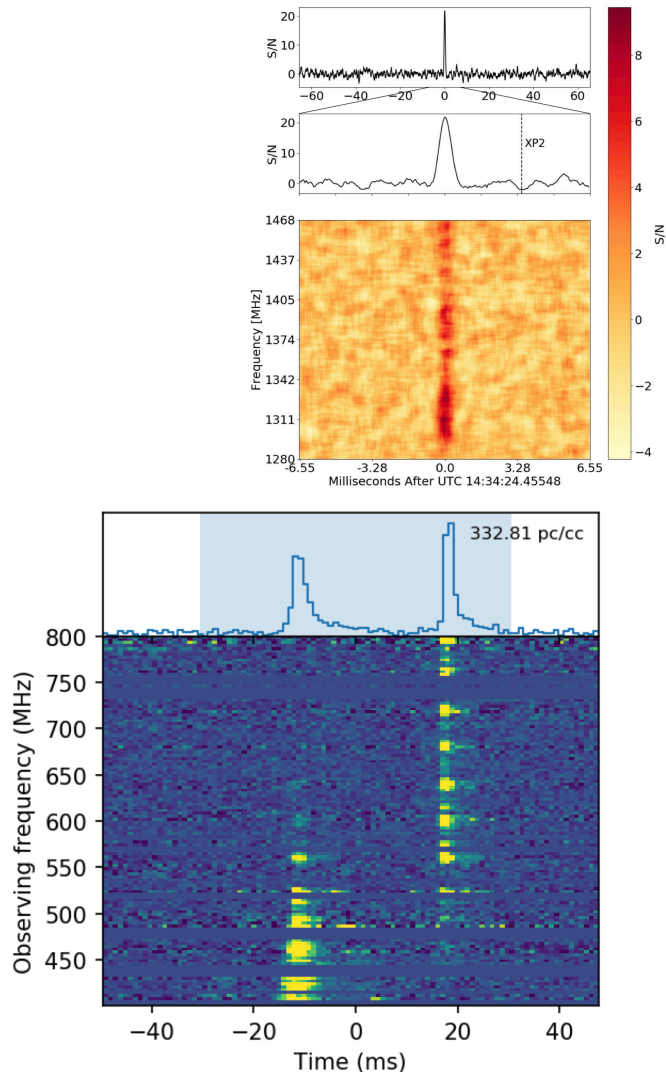 S/N
20
0
−60 −40 −20 0 20 40 60
S/N
20
0
XP2
8
6
4
2
0
−2
−4
S/N
Frequency [MHz]
1468
1437
1405
1374
1342
1311
1280
-6.55 -3.28 0.0 3.28 6.55
Milliseconds After UTC 14:34:24.45548
332.81 pc/cc
Observing frequency (MHz)
800
750
700
650
600
550
500
450
−40 −20 0 20 40
Time (ms)